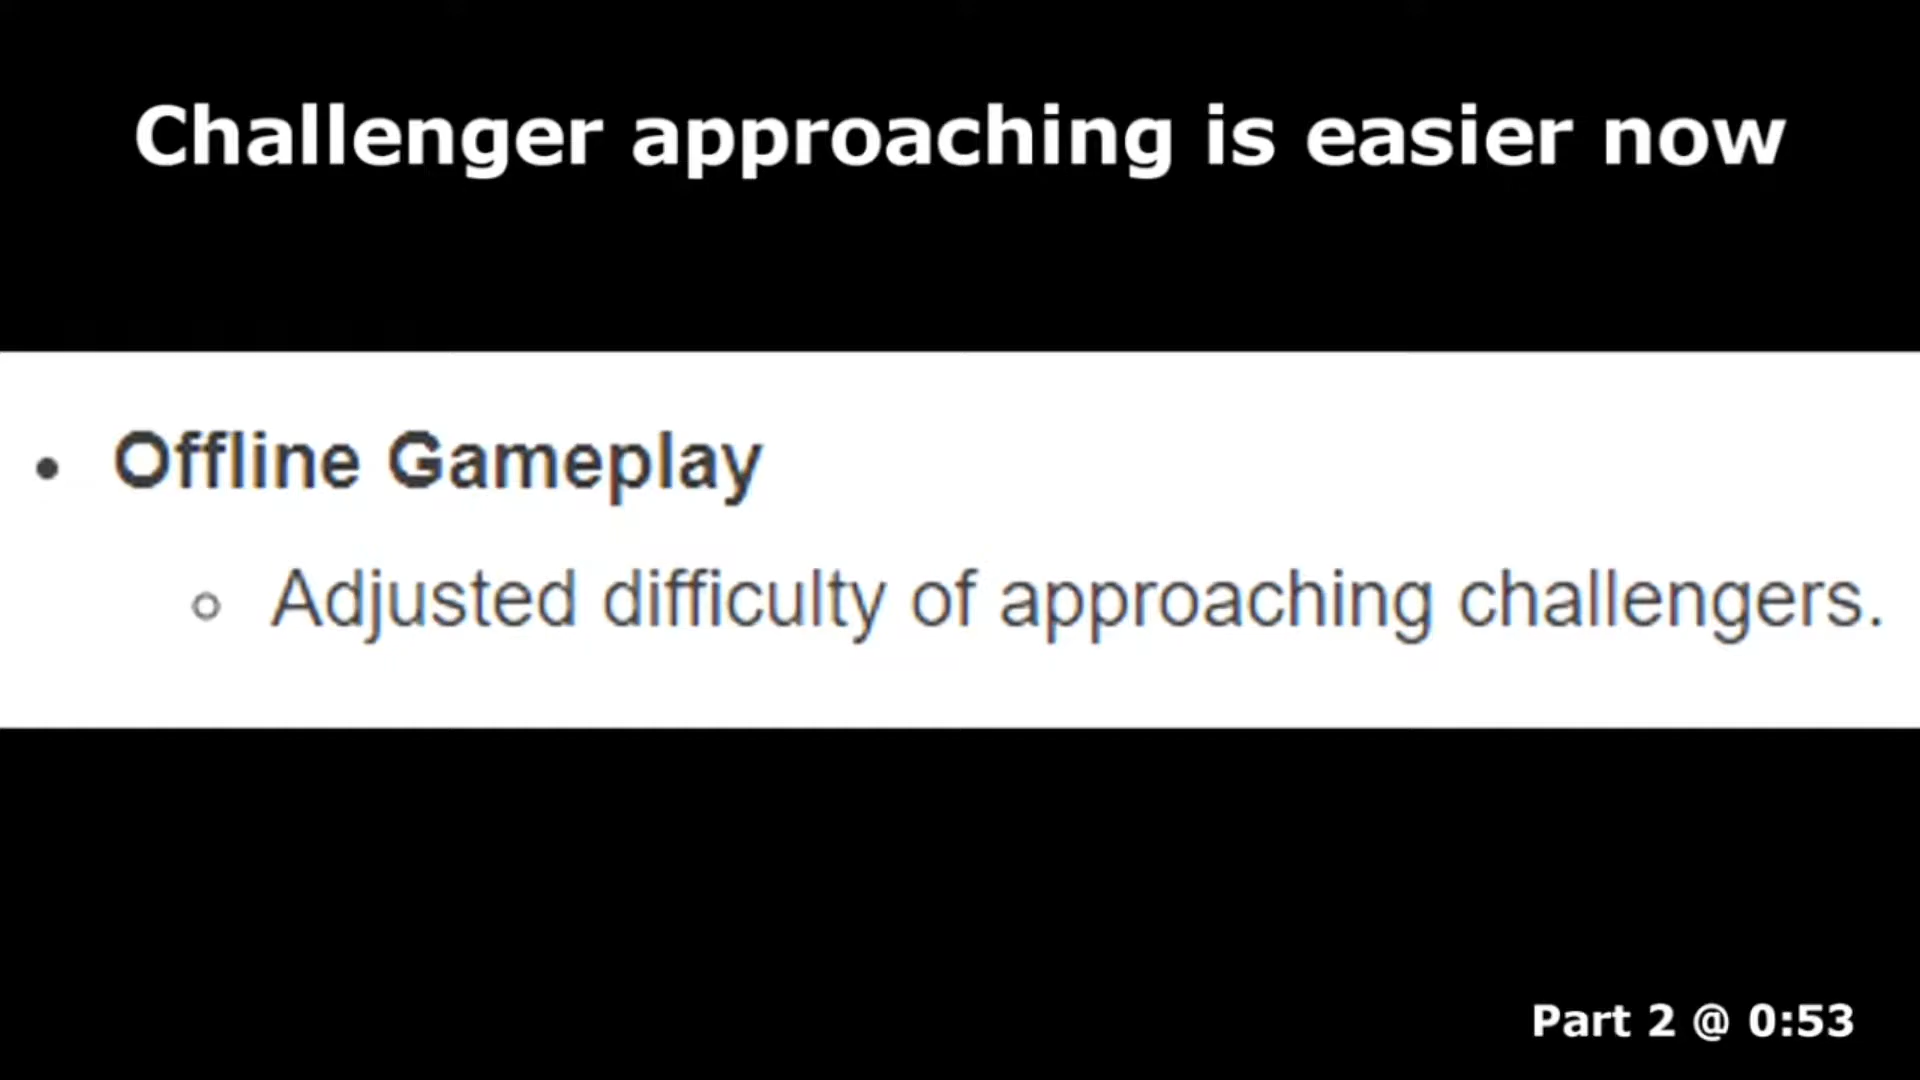 Challenger approaching is easier now
• Offline Gameplay
○ Adjusted difficulty of approaching challengers.
Part 2 @ 0:53